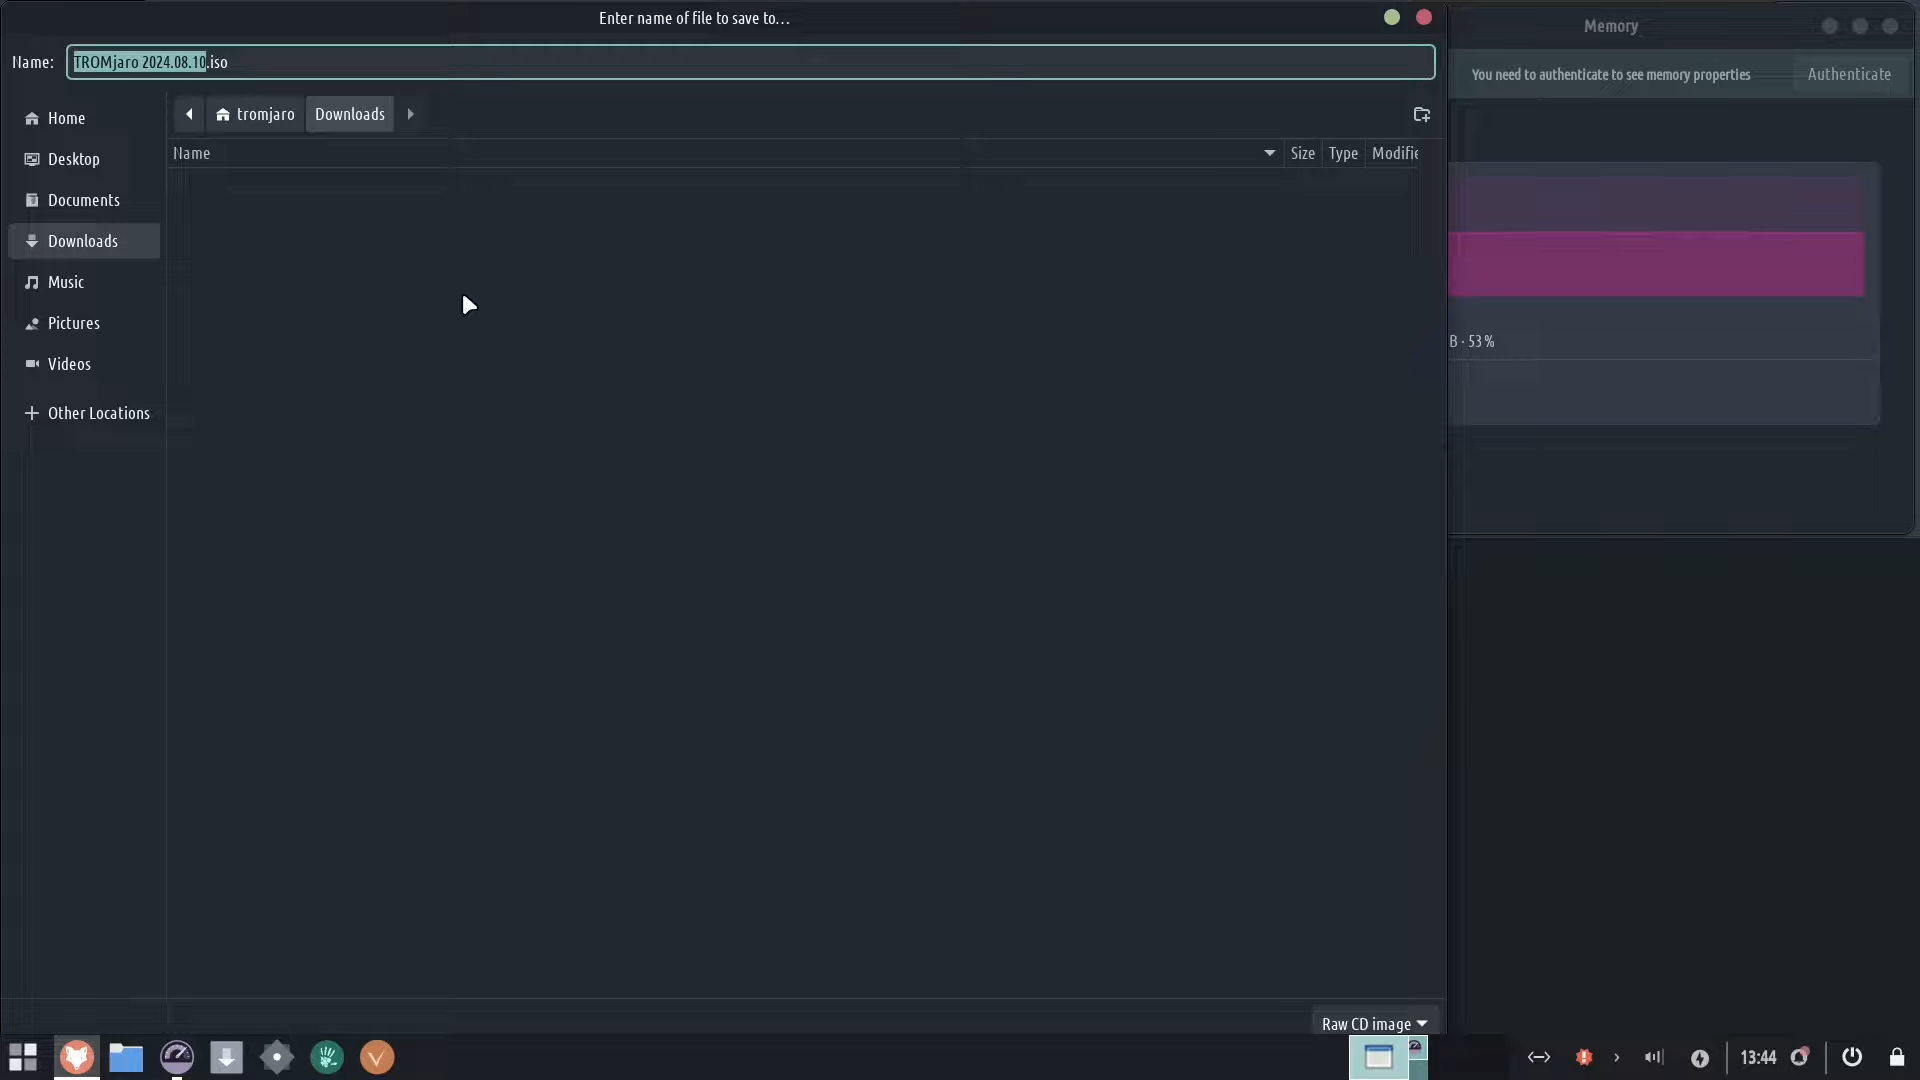 Enter name of file to save to…
Name: TROMjaro 2024.08.10.iso
Home
Desktop
Documents
Downloads
Music
Pictures
Videos
Other Locations
tromjaro Downloads
Name Size Type Modifie
Raw CD image
Memory
You need to authenticate to see memory properties Authenticate
B · 53 %
13:44